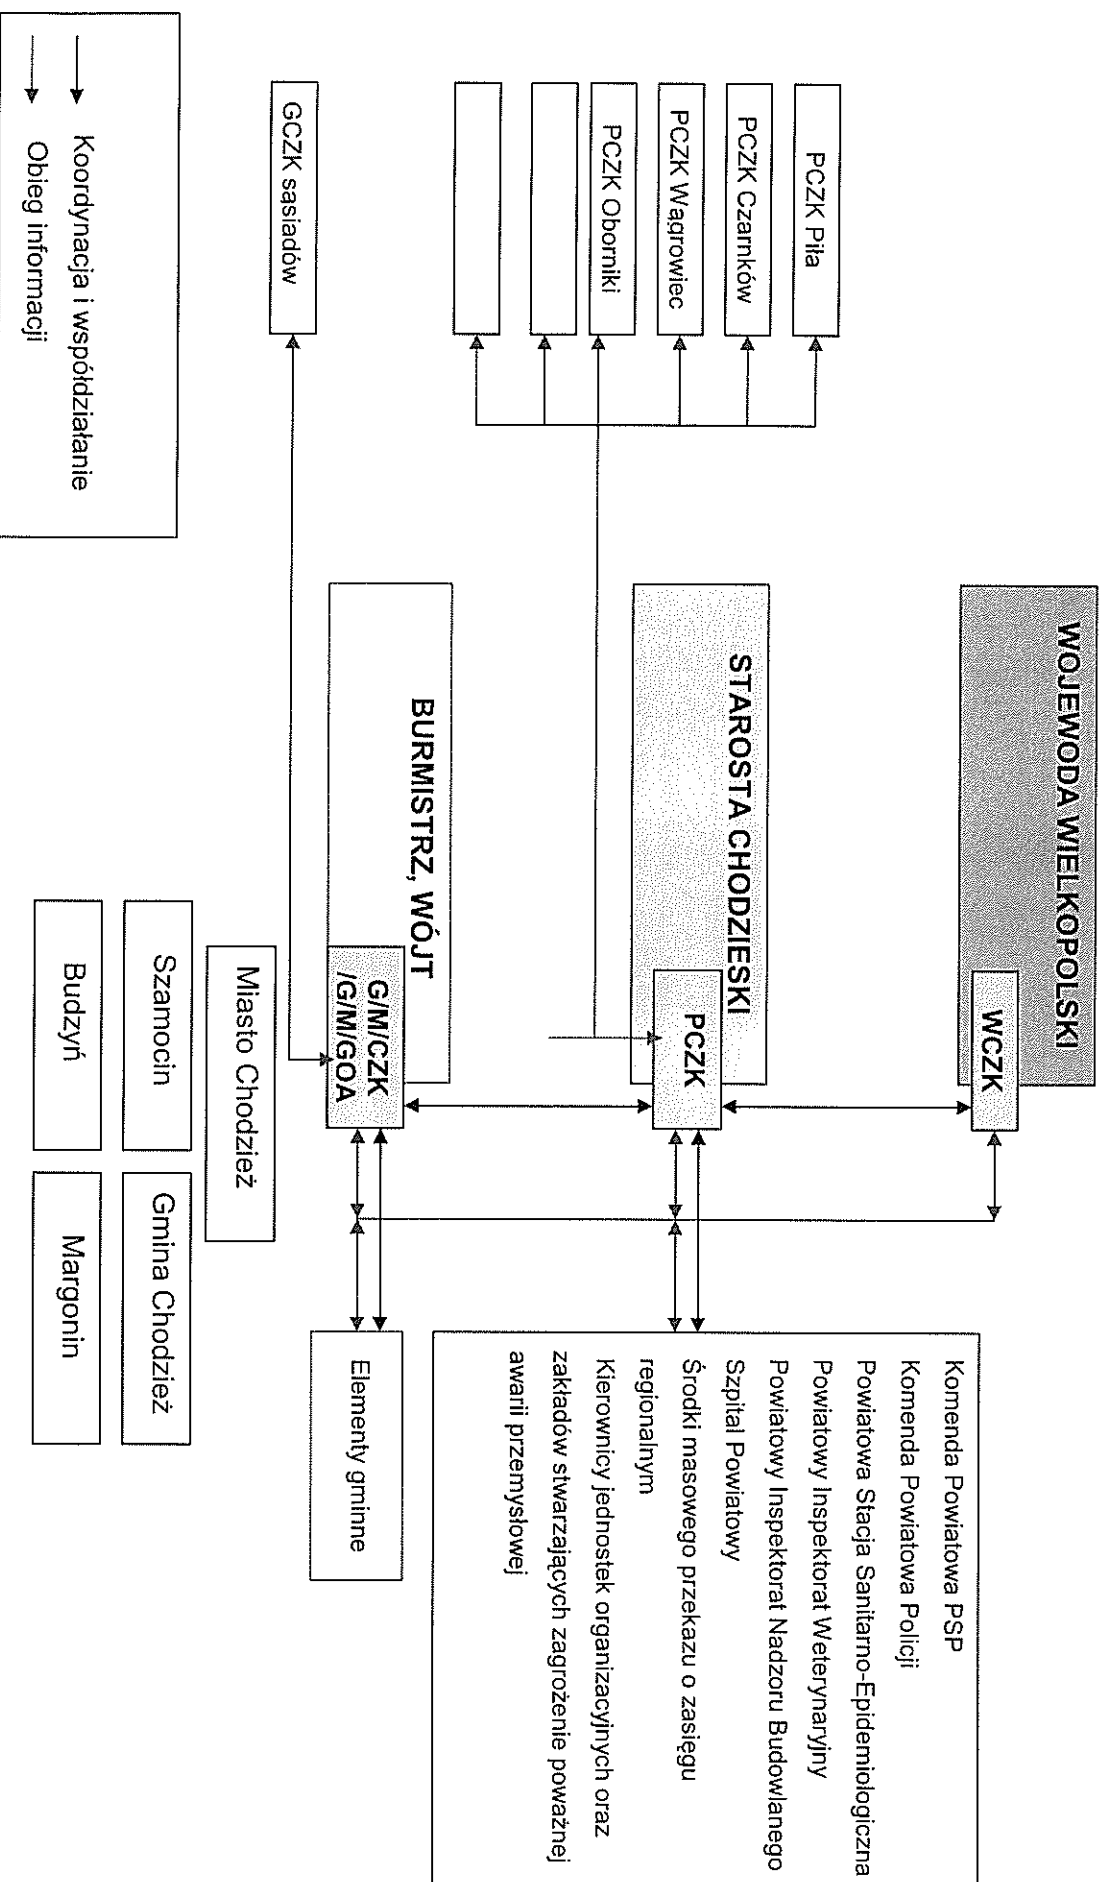 WOJEWODA WIELKOPOLSKI
WCZK
PCZK Piła
PCZK Czarnków
PCZK Wągrowiec
PCZK Oborniki
STAROSTA CHODZIESKI
PCZK
Komenda Powiatowa PSP
Komenda Powiatowa Policji
Powiatowa Stacja Sanitarno-Epidemiologiczna
Powiatowy Inspektorat Weterynaryjny
Powiatowy Inspektorat Nadzoru Budowlanego
Szpital Powiatowy
Środki masowego przekazu o zasięgu
regionalnym
Kierownicy jednostek organizacyjnych oraz
zakładów stwarzających zagrożenie poważnej
awarii przemysłowej
GCZK sąsiadów
BURMISTRZ, WÓJT
G/M/CZK
/G/M/GOA
Elementy gminne
Miasto Chodzież
Szamocin
Gmina Chodzież
Budzyń
Margonin
Koordynacja i współdziałanie
Obieg informacji